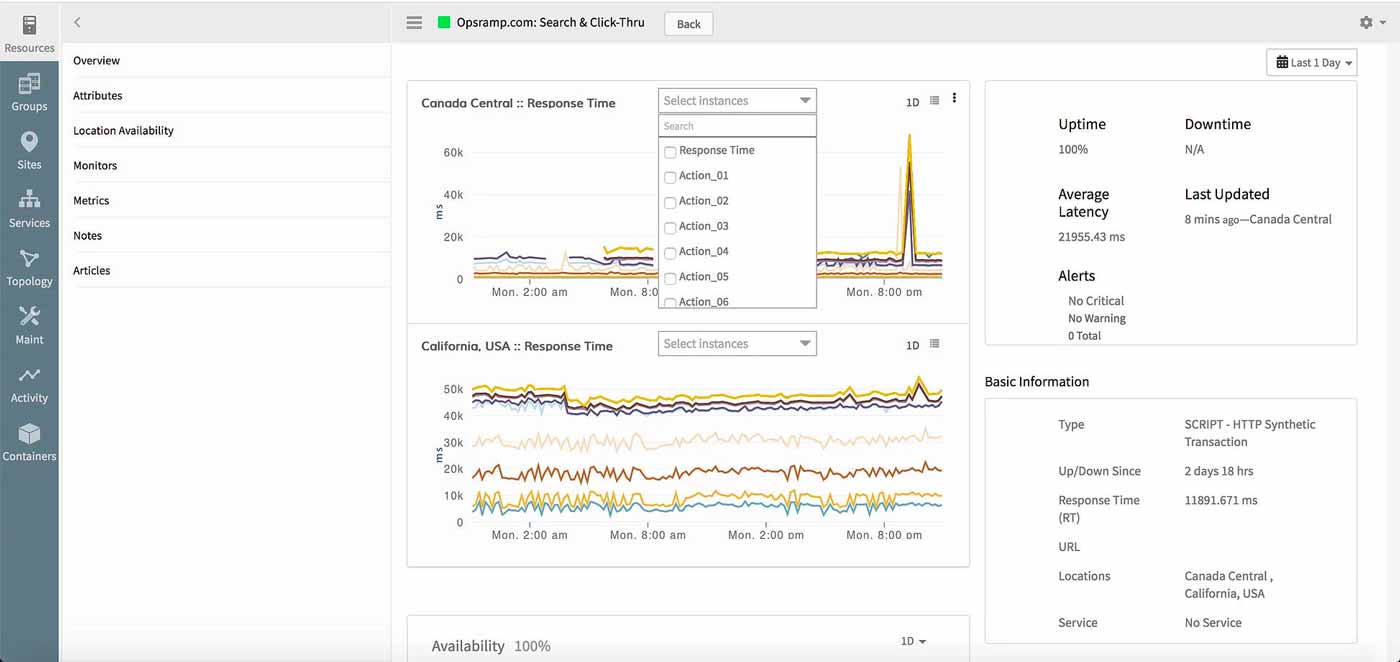 Resources
Groups
Sites
Services
Topology
Maint
Activity
Containers
Overview
Attributes
Location Availability
Monitors
Metrics
Notes
Articles
Opsramp.com: Search & Click-Thru
Back
Last 1 Day
Canada Central :: Response Time
Select instances
1D
Search
Response Time
Action_01
Action_02
Action_03
Action_04
Action_05
Action_06
60k
40k
20k
0
ms
Mon. 2:00 am
Mon. 8:0
Mon. 8:00 pm
California, USA :: Response Time
Select instances
1D
50k
40k
30k
20k
10k
0
ms
Mon. 2:00 am
Mon. 8:00 am
Mon. 2:00 pm
Mon. 8:00 pm
Availability 100%
1D
Uptime
100%
Downtime
N/A
Average
Latency
21955.43 ms
Last Updated
8 mins ago—Canada Central
Alerts
No Critical
No Warning
0 Total
Basic Information
Type
SCRIPT - HTTP Synthetic
Transaction
Up/Down Since
2 days 18 hrs
Response Time
(RT)
11891.671 ms
URL
Locations
Canada Central ,
California, USA
Service
No Service